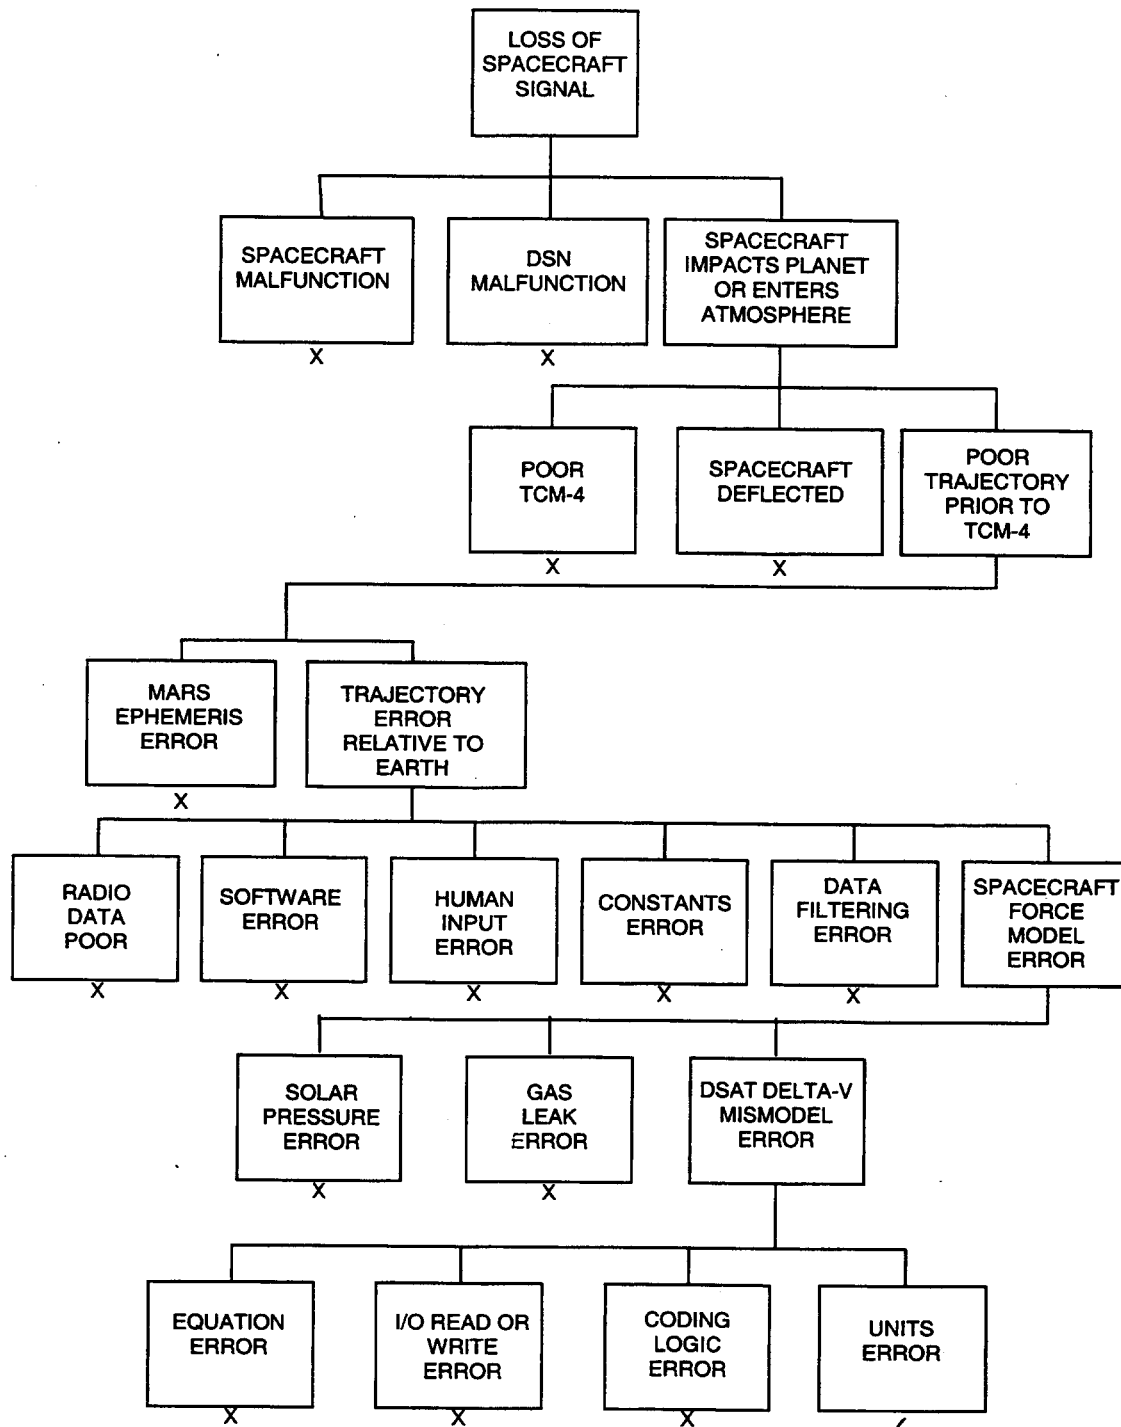 LOSS OF
SPACECRAFT
SIGNAL
SPACECRAFT
MALFUNCTION
X
DSN
MALFUNCTION
X
SPACECRAFT
IMPACTS PLANET
OR ENTERS
ATMOSPHERE
POOR
TCM-4
X
SPACECRAFT
DEFLECTED
X
POOR
TRAJECTORY
PRIOR TO
TCM-4
MARS
EPHEMERIS
ERROR
X
TRAJECTORY
ERROR
RELATIVE TO
EARTH
RADIO
DATA
POOR
X
SOFTWARE
ERROR
X
HUMAN
INPUT
ERROR
X
CONSTANTS
ERROR
X
DATA
FILTERING
ERROR
X
SPACECRAFT
FORCE
MODEL
ERROR
SOLAR
PRESSURE
ERROR
X
GAS
LEAK
ERROR
X
DSAT DELTA-V
MISMODEL
ERROR
EQUATION
ERROR
X
I/O READ OR
WRITE
ERROR
X
CODING
LOGIC
ERROR
X
UNITS
ERROR